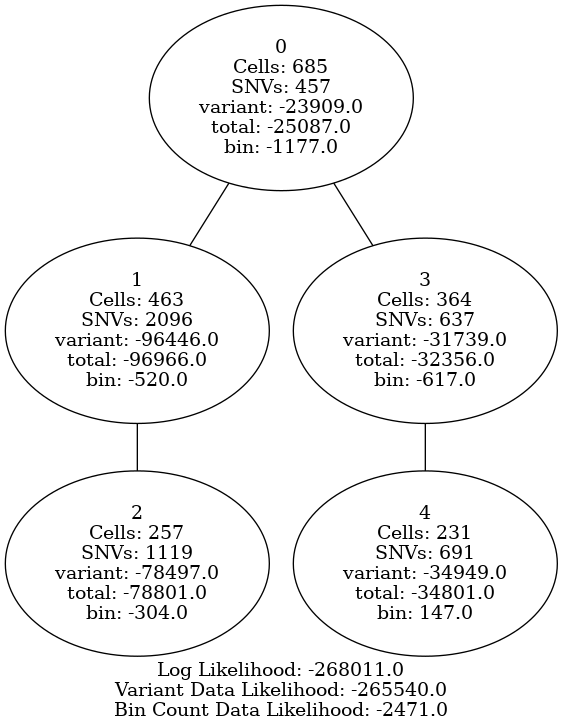 0
Cells: 685
SNVs: 457
variant: -23909.0
total: -25087.0
bin: -1177.0
1
Cells: 463
SNVs: 2096
variant: -96446.0
total: -96966.0
bin: -520.0
3
Cells: 364
SNVs: 637
variant: -31739.0
total: -32356.0
bin: -617.0
2
Cells: 257
SNVs: 1119
variant: -78497.0
total: -78801.0
bin: -304.0
4
Cells: 231
SNVs: 691
variant: -34949.0
total: -34801.0
bin: 147.0
Log Likelihood: -268011.0
Variant Data Likelihood: -265540.0
Bin Count Data Likelihood: -2471.0